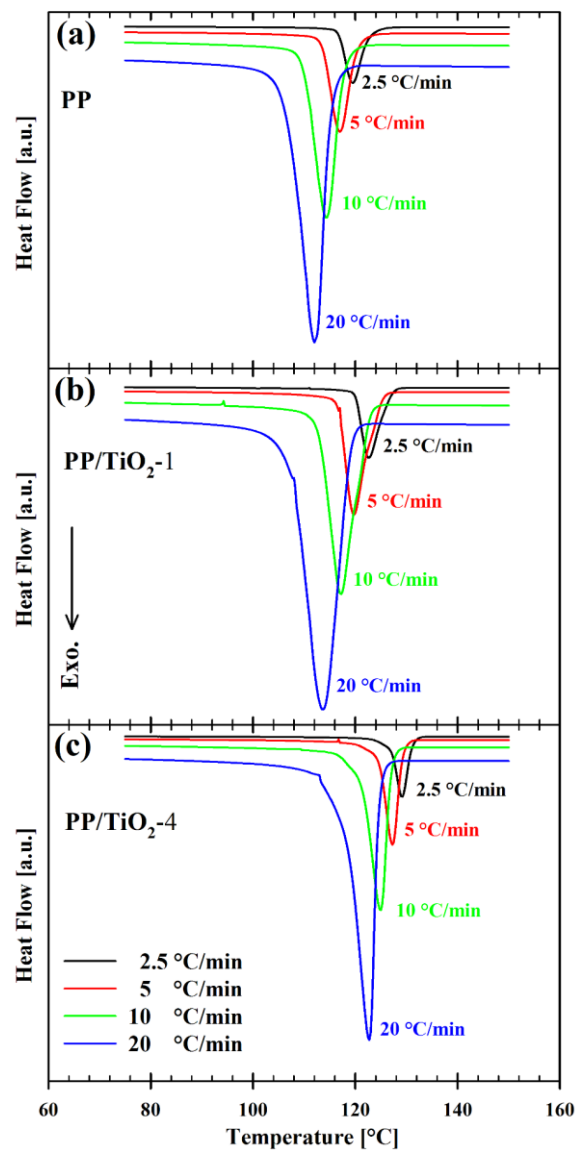 (a)
PP
2.5 °C/min
5 °C/min
10 °C/min
20 °C/min
Heat Flow [a.u.]
(b)
PP/TiO₂-1
2.5 °C/min
5 °C/min
10 °C/min
20 °C/min
Heat Flow [a.u.]
Exo.
(c)
PP/TiO₂-4
2.5 °C/min
5 °C/min
10 °C/min
20 °C/min
Heat Flow [a.u.]
2.5 °C/min
5 °C/min
10 °C/min
20 °C/min
60 80 100 120 140 160
Temperature [°C]